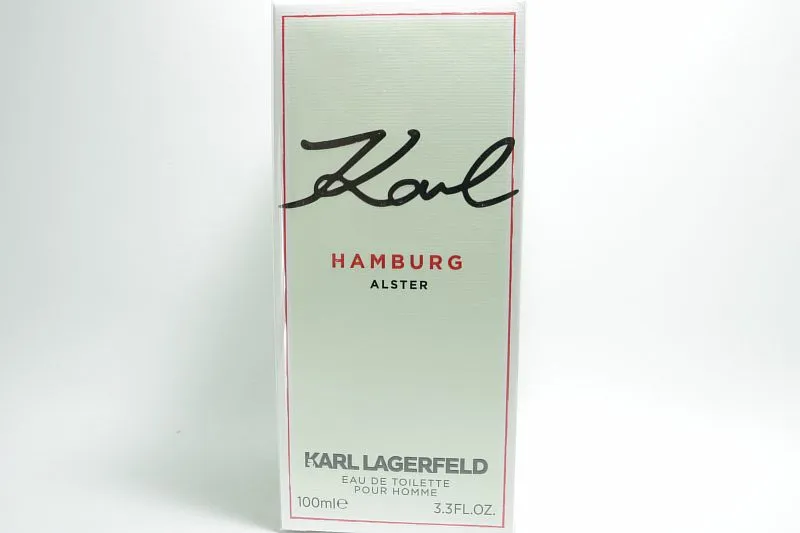 Karl
HAMBURG
ALSTER
KARL LAGERFELD
EAU DE TOILETTE
POUR HOMME
100ml℮ 3.3FL.OZ.